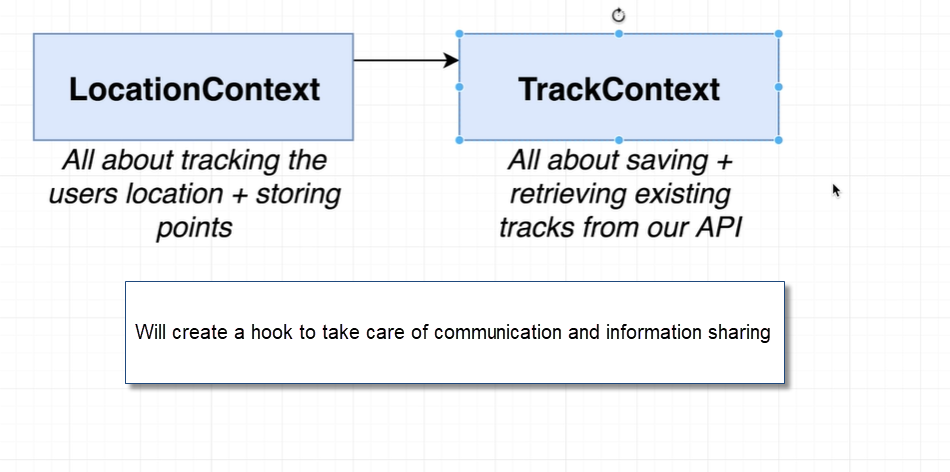 LocationContext
All about tracking the
users location + storing
points
TrackContext
All about saving +
retrieving existing
tracks from our API
Will create a hook to take care of communication and information sharing